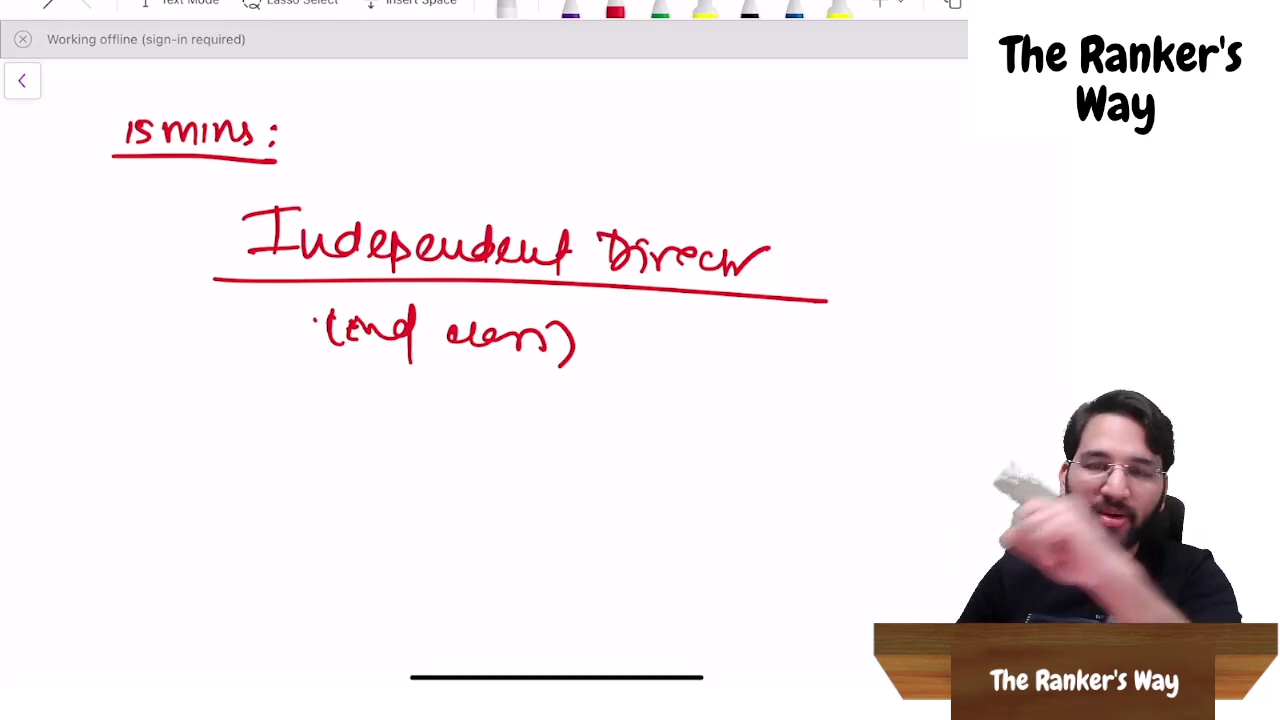 Text Mode Lasso Select Insert Space
Working offline (sign-in required)
The Ranker's
Way
15 mins:
Independent Director
(end class)
The Ranker's Way